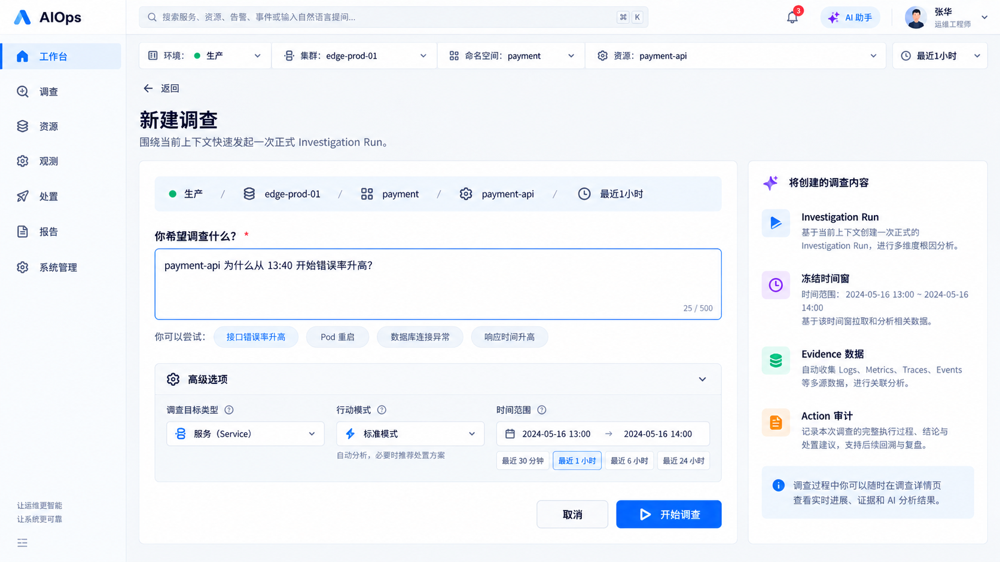 AIOps
搜索服务、资源、告警、事件或输入自然语言提问...
⌘ K
3
AI 助手
张华
运维工程师
工作台
调查
资源
观测
处置
报告
系统管理
让运维更智能
让系统更可靠
环境： 生产
集群： edge-prod-01
命名空间： payment
资源： payment-api
最近1小时
返回
新建调查
围绕当前上下文快速发起一次正式 Investigation Run。
生产 / edge-prod-01 / payment / payment-api / 最近1小时
你希望调查什么？ *
payment-api 为什么从 13:40 开始错误率升高？
25 / 500
你可以尝试： 接口错误率升高 Pod 重启 数据库连接异常 响应时间升高
高级选项
调查目标类型 ?
服务（Service）
行动模式 ?
标准模式
自动分析，必要时推荐处置方案
时间范围 ?
2024-05-16 13:00 → 2024-05-16 14:00
最近 30 分钟 最近 1 小时 最近 6 小时 最近 24 小时
取消
开始调查
将创建的调查内容
Investigation Run
基于当前上下文创建一次正式的
Investigation Run，进行多维度根因分析。
冻结时间窗
时间范围： 2024-05-16 13:00 ~ 2024-05-16
14:00
基于该时间窗拉取和分析相关数据。
Evidence 数据
自动收集 Logs、Metrics、Traces、Events
等多源数据，进行关联分析。
Action 审计
记录本次调查的完整执行过程、结论与
处置建议，支持后续回溯与复盘。
调查过程中你可以随时在调查详情页
查看实时进展、证据和 AI 分析结果。